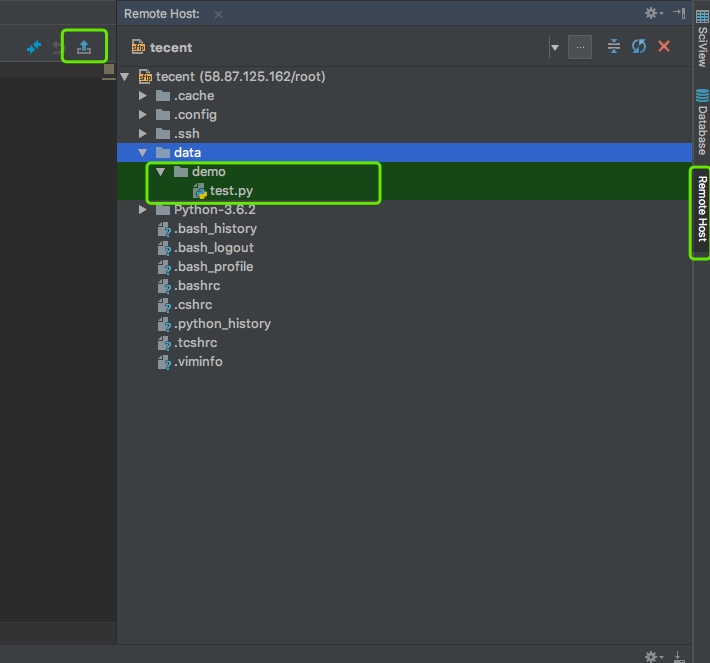 Remote Host:
tecent
tecent (58.87.125.162/root)
.cache
.config
.ssh
data
demo
test.py
Python-3.6.2
.bash_history
.bash_logout
.bash_profile
.bashrc
.cshrc
.python_history
.tcshrc
.viminfo
SciView
Database
Remote Host